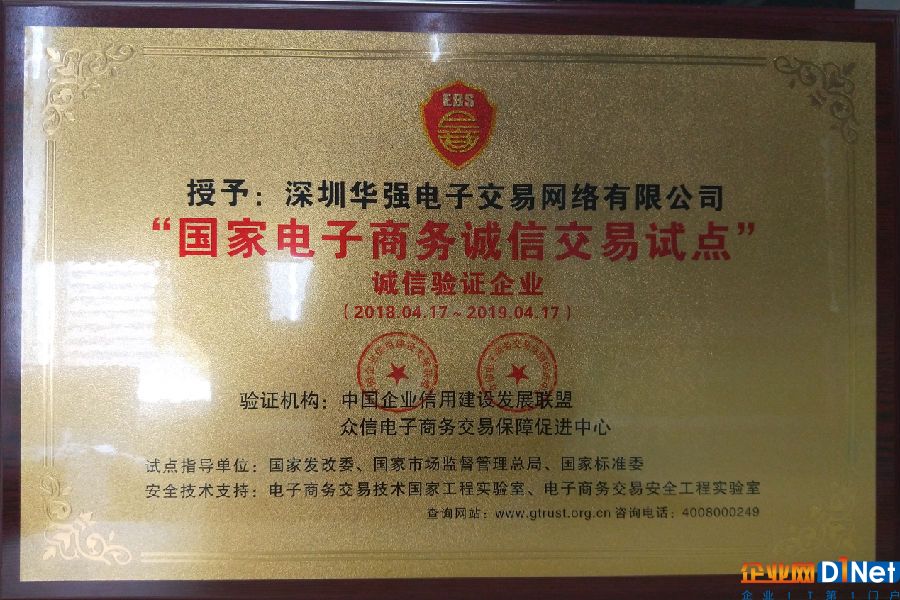 EBS
授予：深圳华强电子交易网络有限公司
“国家电子商务诚信交易试点”
诚信验证企业
（2018.04.17～2019.04.17）
验证机构：中国企业信用建设发展联盟
众信电子商务交易保障促进中心
试点指导单位：国家发改委、国家市场监督管理总局、国家标准委
安全技术支持：电子商务交易技术国家工程实验室、电子商务交易安全工程实验室
查询网站：www.gtrust.org.cn 咨询电话：4008000249
企业网D1Net
企业IT第1门户